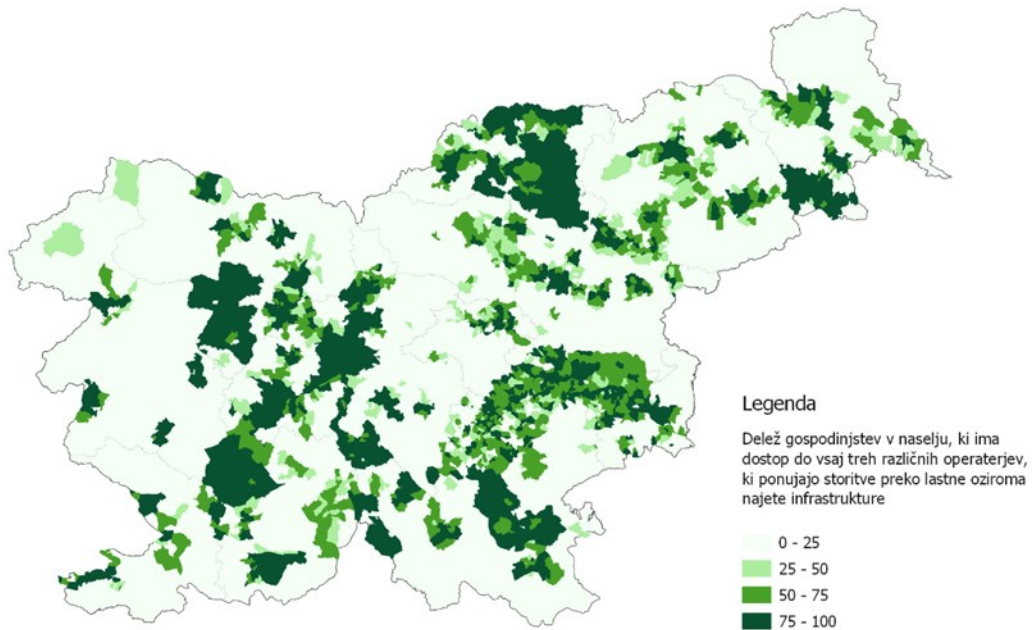 Legenda
Delež gospodinjstev v naselju, ki ima
dostop do vsaj treh različnih operaterjev,
ki ponujajo storitve preko lastne oziroma
najete infrastrukture
0 - 25
25 - 50
50 - 75
75 - 100